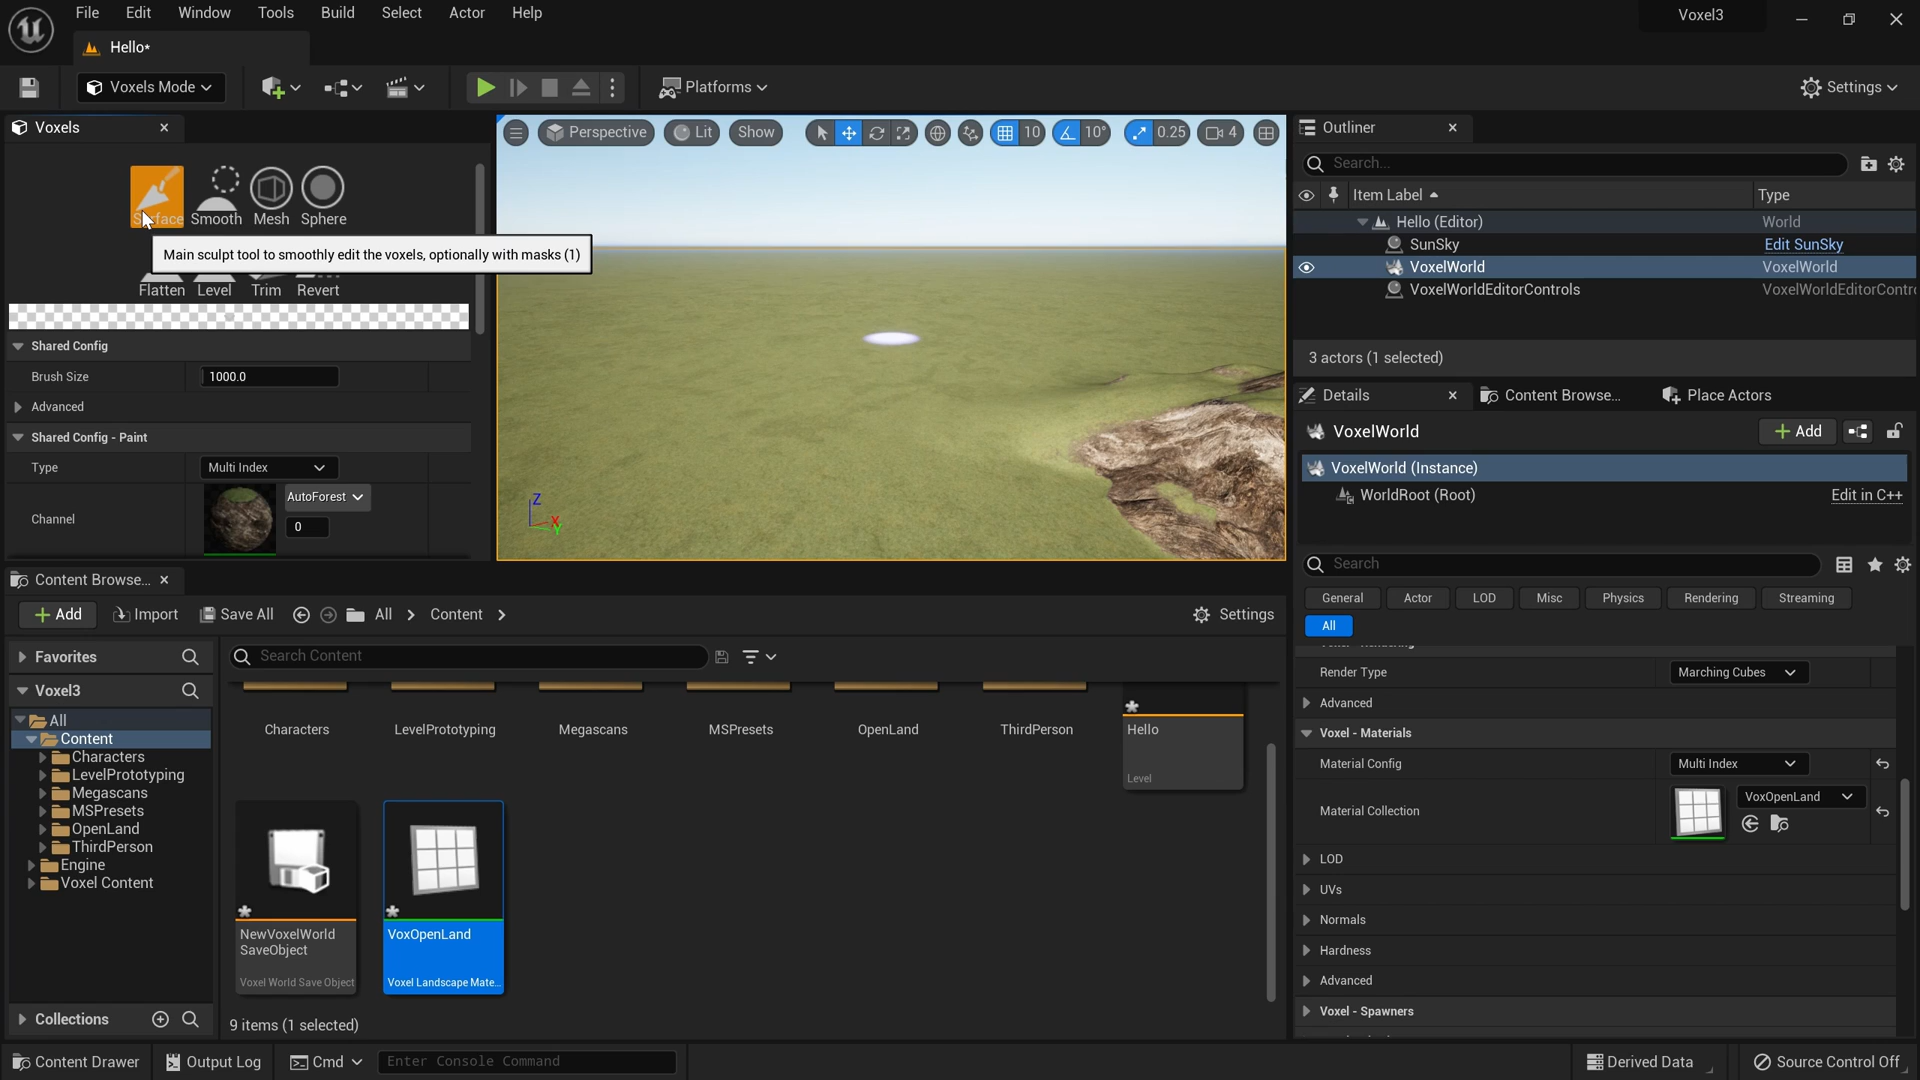 File Edit Window Tools Build Select Actor Help
Voxel3
Hello*
Voxels Mode
Platforms
Settings
Voxels
Surface Smooth Mesh Sphere
Main sculpt tool to smoothly edit the voxels, optionally with masks (1)
Flatten Level Trim Revert
Shared Config
Brush Size 1000.0
Advanced
Shared Config - Paint
Type Multi Index
Channel AutoForest
0
Perspective Lit Show 10 10° 0.25 4
Z
X
Y
Outliner
Search...
Item Label Type
Hello (Editor) World
SunSky Edit SunSky
VoxelWorld VoxelWorld
VoxelWorldEditorControls VoxelWorldEditorContr
3 actors (1 selected)
Details Content Browse... Place Actors
VoxelWorld Add
VoxelWorld (Instance)
WorldRoot (Root) Edit in C++
Search
General Actor LOD Misc Physics Rendering Streaming
All
Render Type Marching Cubes
Advanced
Voxel - Materials
Material Config Multi Index
Material Collection VoxOpenLand
LOD
UVs
Normals
Hardness
Advanced
Voxel - Spawners
Content Browse...
Add Import Save All All Content Settings
Favorites
Search Content
Voxel3
All
Content
Characters
LevelPrototyping
Megascans
MSPresets
OpenLand
ThirdPerson
Engine
Voxel Content
Collections
Characters LevelPrototyping Megascans MSPresets OpenLand ThirdPerson Hello
Level
NewVoxelWorld
SaveObject
Voxel World Save Object
VoxOpenLand
Voxel Landscape Mate...
9 items (1 selected)
Content Drawer Output Log Cmd Enter Console Command Derived Data Source Control Off